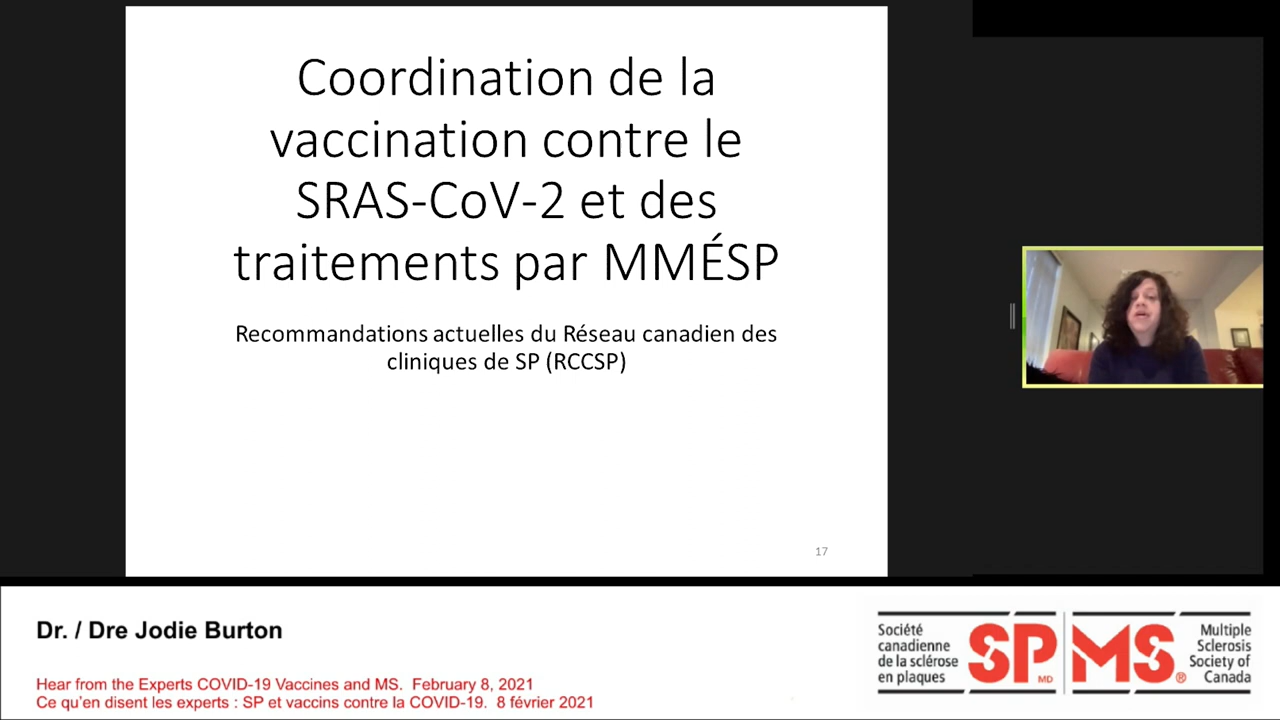 Coordination de la
vaccination contre le
SRAS-CoV-2 et des
traitements par MMÉSP
Recommandations actuelles du Réseau canadien des
cliniques de SP (RCCSP)
17
Dr. / Dre Jodie Burton
Hear from the Experts COVID-19 Vaccines and MS. February 8, 2021
Ce qu'en disent les experts : SP et vaccins contre la COVID-19. 8 février 2021
Société
canadienne
de la sclérose
en plaques
SP
MD
MS
®
Multiple
Sclerosis
Society of
Canada